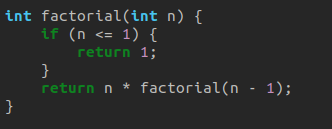 int factorial(int n) {
    if (n <= 1) {
        return 1;
    }
    return n * factorial(n - 1);
}